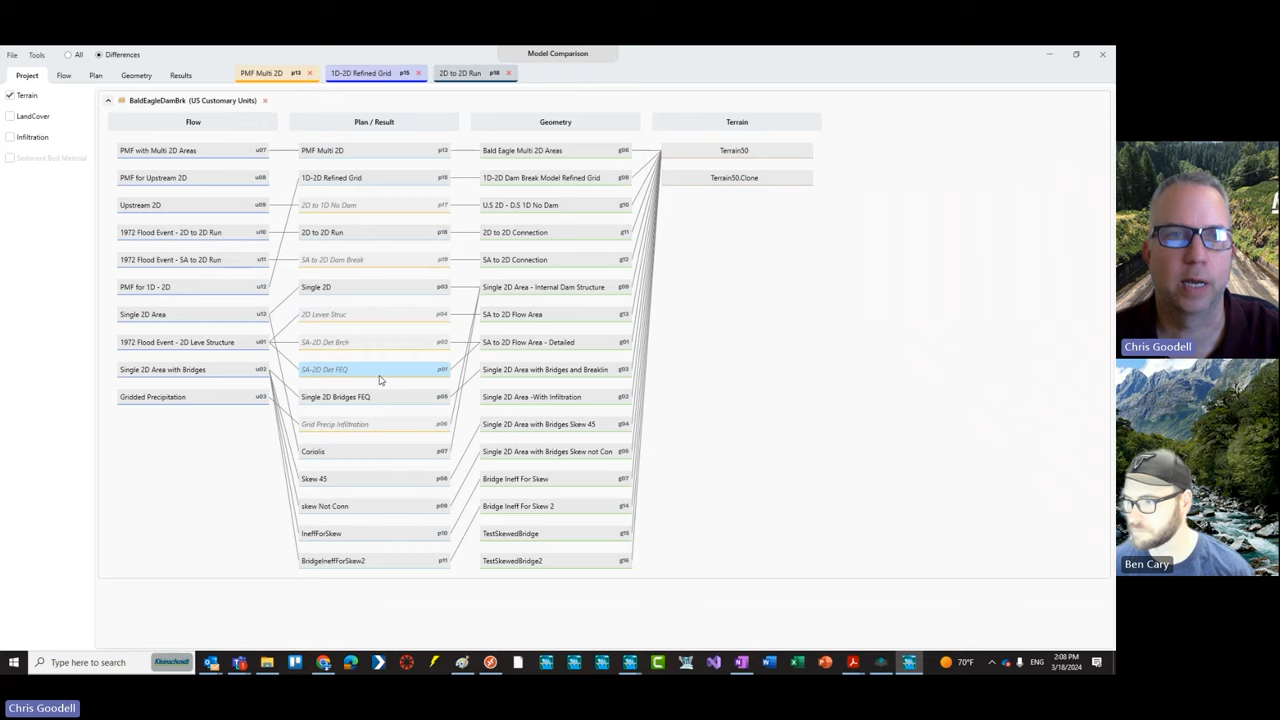 Model Comparison
File Tools All Differences
Project Flow Plan Geometry Results
PMF Multi 2D p13 1D-2D Refined Grid p15 2D to 2D Run p18
Terrain
LandCover
Infiltration
Sediment Bed Material
BaldEagleDamBrk (US Customary Units)
Flow Plan / Result Geometry Terrain
PMF with Multi 2D Areas u07 PMF Multi 2D p13 Bald Eagle Multi 2D Areas g06 Terrain50
PMF for Upstream 2D u08 1D-2D Refined Grid p15 1D-2D Dam Break Model Refined Grid g08 Terrain50.Clone
Upstream 2D u09 2D to 1D No Dam p17 U.S 2D - D.S 1D No Dam g10
1972 Flood Event - 2D to 2D Run u10 2D to 2D Run p18 2D to 2D Connection g11
1972 Flood Event - SA to 2D Run u11 SA to 2D Dam Break p19 SA to 2D Connection g12
PMF for 1D - 2D u12 Single 2D p03 Single 2D Area - Internal Dam Structure g09
Single 2D Area u13 2D Levee Struc p04 SA to 2D Flow Area g13
1972 Flood Event - 2D Leve Structure u01 SA-2D Det Brch p02 SA to 2D Flow Area - Detailed g01
Single 2D Area with Bridges u02 SA-2D Det FEQ p01 Single 2D Area with Bridges and Breaklin g03
Gridded Precipitation u03 Single 2D Bridges FEQ p05 Single 2D Area -With Infiltration g02
Grid Precip Infiltration p06 Single 2D Area with Bridges Skew 45 g04
Coriolis p07 Single 2D Area with Bridges Skew not Con g05
Skew 45 p08 Bridge Ineff For Skew g07
skew Not Conn p09 Bridge Ineff For Skew 2 g14
IneffForSkew p10 TestSkewedBridge g15
BridgeIneffForSkew2 p11 TestSkewedBridge2 g16
Chris Goodell
Ben Cary
Type here to search Kleinschmidt 70°F ENG 2:08 PM
3/18/2024
Chris Goodell